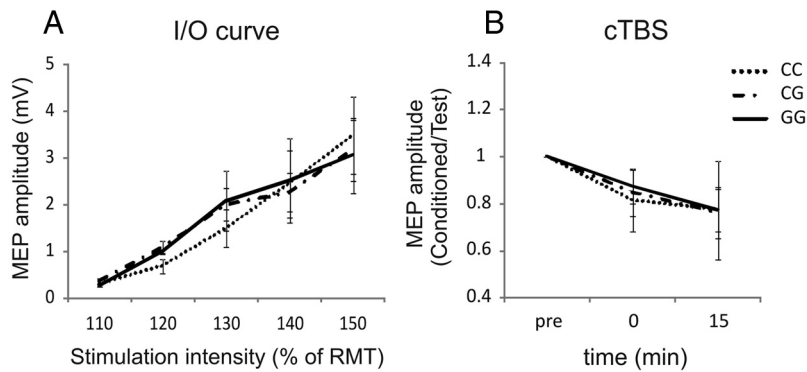 A
I/O curve
MEP amplitude (mV)
5
4
3
2
1
0
110 120 130 140 150
Stimulation intensity (% of RMT)
B
cTBS
MEP amplitude
(Conditioned/Test)
1.4
1.2
1
0.8
0.6
0.4
pre 0 15
time (min)
CC
CG
GG